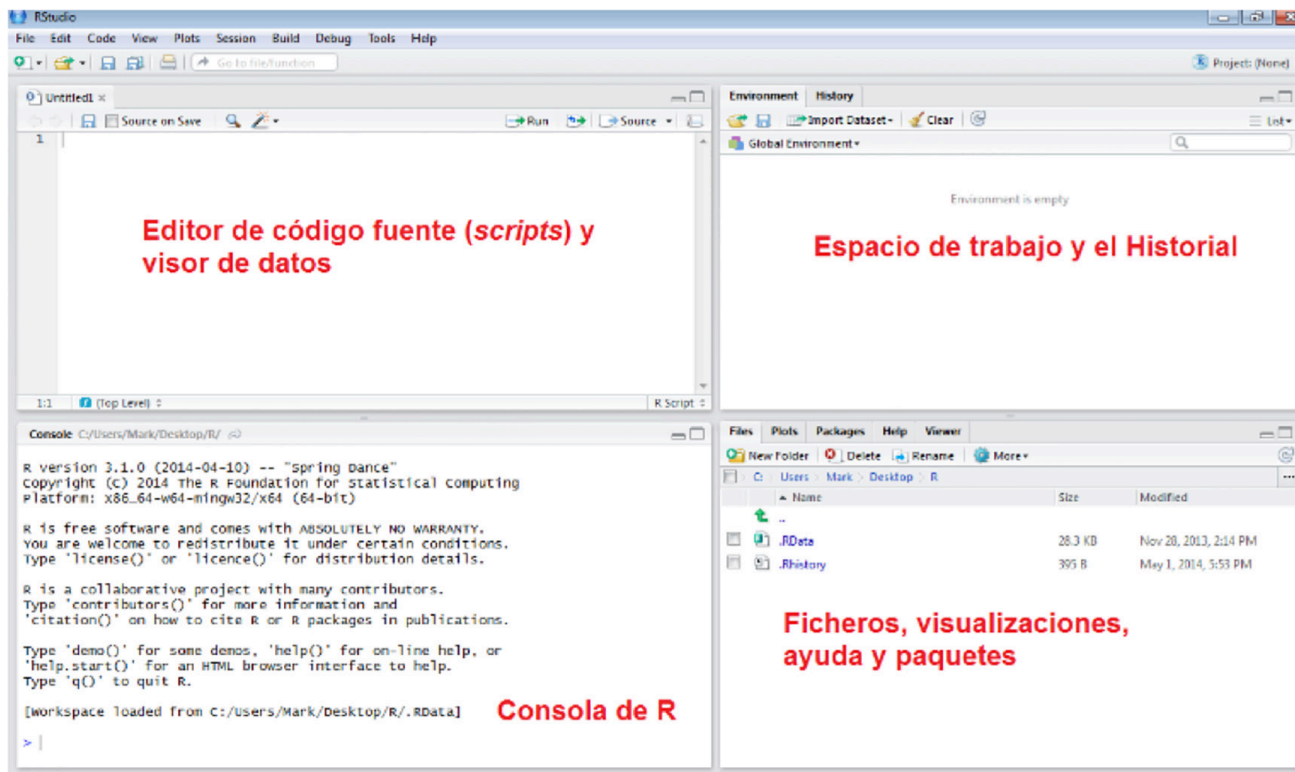 RStudio
File Edit Code View Plots Session Build Debug Tools Help
Go to file/function
Project: (None)
Untitled1
Source on Save
Run
Source
1
Editor de código fuente (scripts) y
visor de datos
1:1
(Top Level)
R Script
Environment History
Import Dataset
Clear
List
Global Environment
Environment is empty
Espacio de trabajo y el Historial
Console C:/Users/Mark/Desktop/R/
R version 3.1.0 (2014-04-10) -- "Spring Dance"
Copyright (C) 2014 The R Foundation for Statistical Computing
Platform: x86_64-w64-mingw32/x64 (64-bit)
R is free software and comes with ABSOLUTELY NO WARRANTY.
You are welcome to redistribute it under certain conditions.
Type 'license()' or 'licence()' for distribution details.
R is a collaborative project with many contributors.
Type 'contributors()' for more information and
'citation()' on how to cite R or R packages in publications.
Type 'demo()' for some demos, 'help()' for on-line help, or
'help.start()' for an HTML browser interface to help.
Type 'q()' to quit R.
[Workspace loaded from C:/Users/Mark/Desktop/R/.RData]
>
Consola de R
Files Plots Packages Help Viewer
New Folder Delete Rename More
C: Users Mark Desktop R
Name Size Modified
..
.RData 28.3 KB Nov 28, 2013, 2:14 PM
.Rhistory 395 B May 1, 2014, 5:53 PM
Ficheros, visualizaciones,
ayuda y paquetes